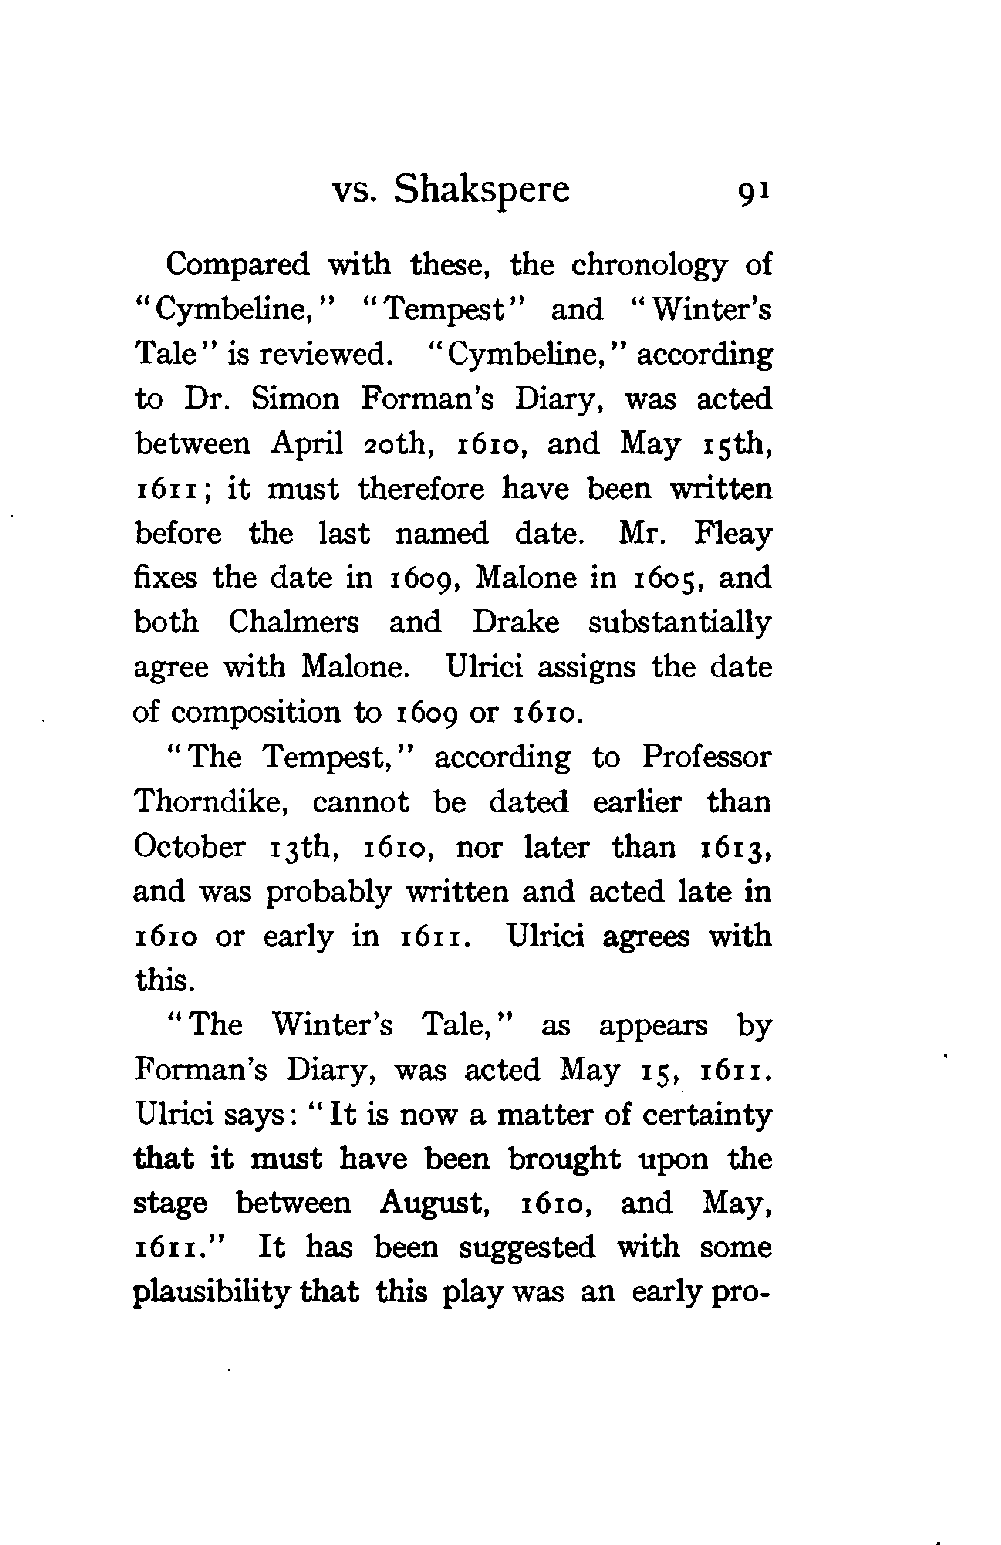 vs. Shakspere 91
Compared with these, the chronology of
"Cymbeline," "Tempest" and "Winter's
Tale" is reviewed. "Cymbeline," according
to Dr. Simon Forman's Diary, was acted
between April 20th, 1610, and May 15th,
1611; it must therefore have been written
before the last named date. Mr. Fleay
fixes the date in 1609, Malone in 1605, and
both Chalmers and Drake substantially
agree with Malone. Ulrici assigns the date
of composition to 1609 or 1610.
"The Tempest," according to Professor
Thorndike, cannot be dated earlier than
October 13th, 1610, nor later than 1613,
and was probably written and acted late in
1610 or early in 1611. Ulrici agrees with
this.
"The Winter's Tale," as appears by
Forman's Diary, was acted May 15, 1611.
Ulrici says: "It is now a matter of certainty
that it must have been brought upon the
stage between August, 1610, and May,
1611." It has been suggested with some
plausibility that this play was an early pro-